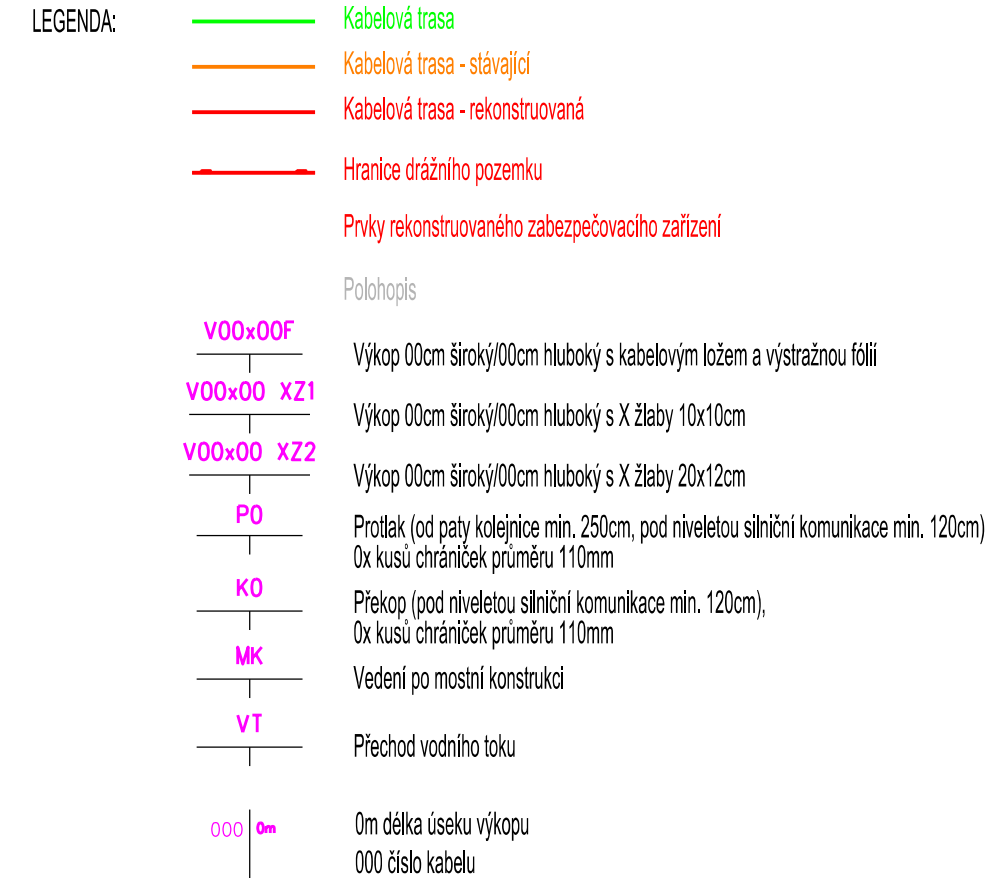 LEGENDA:
Kabelová trasa
Kabelová trasa - stávající
Kabelová trasa - rekonstruovaná
Hranice drážního pozemku
Prvky rekonstruovaného zabezpečovacího zařízení
Polohopis
V00x00F
Výkop 00cm široký/00cm hluboký s kabelovým ložem a výstražnou fólií
V00x00 XZ1
Výkop 00cm široký/00cm hluboký s X žlaby 10x10cm
V00x00 XZ2
Výkop 00cm široký/00cm hluboký s X žlaby 20x12cm
P0
Protlak (od paty kolejnice min. 250cm, pod niveletou silniční komunikace min. 120cm)
0x kusů chrániček průměru 110mm
K0
Překop (pod niveletou silniční komunikace min. 120cm),
0x kusů chrániček průměru 110mm
MK
Vedení po mostní konstrukci
VT
Přechod vodního toku
000 0m
0m délka úseku výkopu
000 číslo kabelu